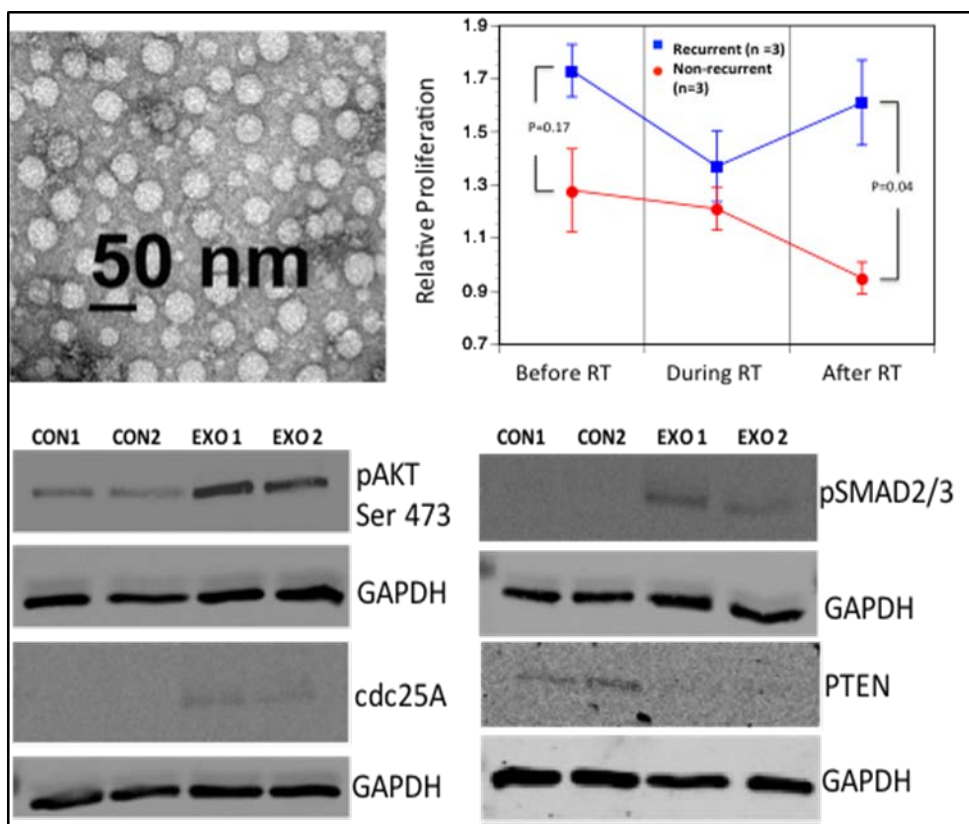 50 nm
1.9
1.7
1.5
1.3
1.1
0.9
0.7
Relative Proliferation
Recurrent (n =3)
Non-recurrent
(n=3)
P=0.17
P=0.04
Before RT
During RT
After RT
CON1 CON2 EXO 1 EXO 2
pAKT
Ser 473
GAPDH
cdc25A
GAPDH
CON1 CON2 EXO 1 EXO 2
pSMAD2/3
GAPDH
PTEN
GAPDH